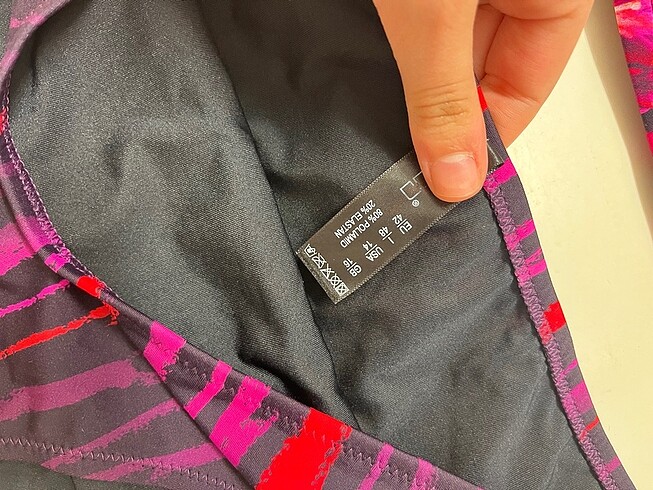 ®
80% POLIAMID
20% ELASTAN
EU I USA GB
42 48 14 16